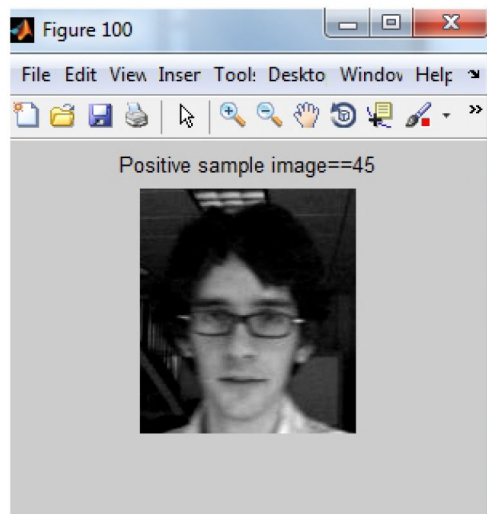 Figure 100
File Edit View Inser Tool: Deskto Windov Help
Positive sample image==45